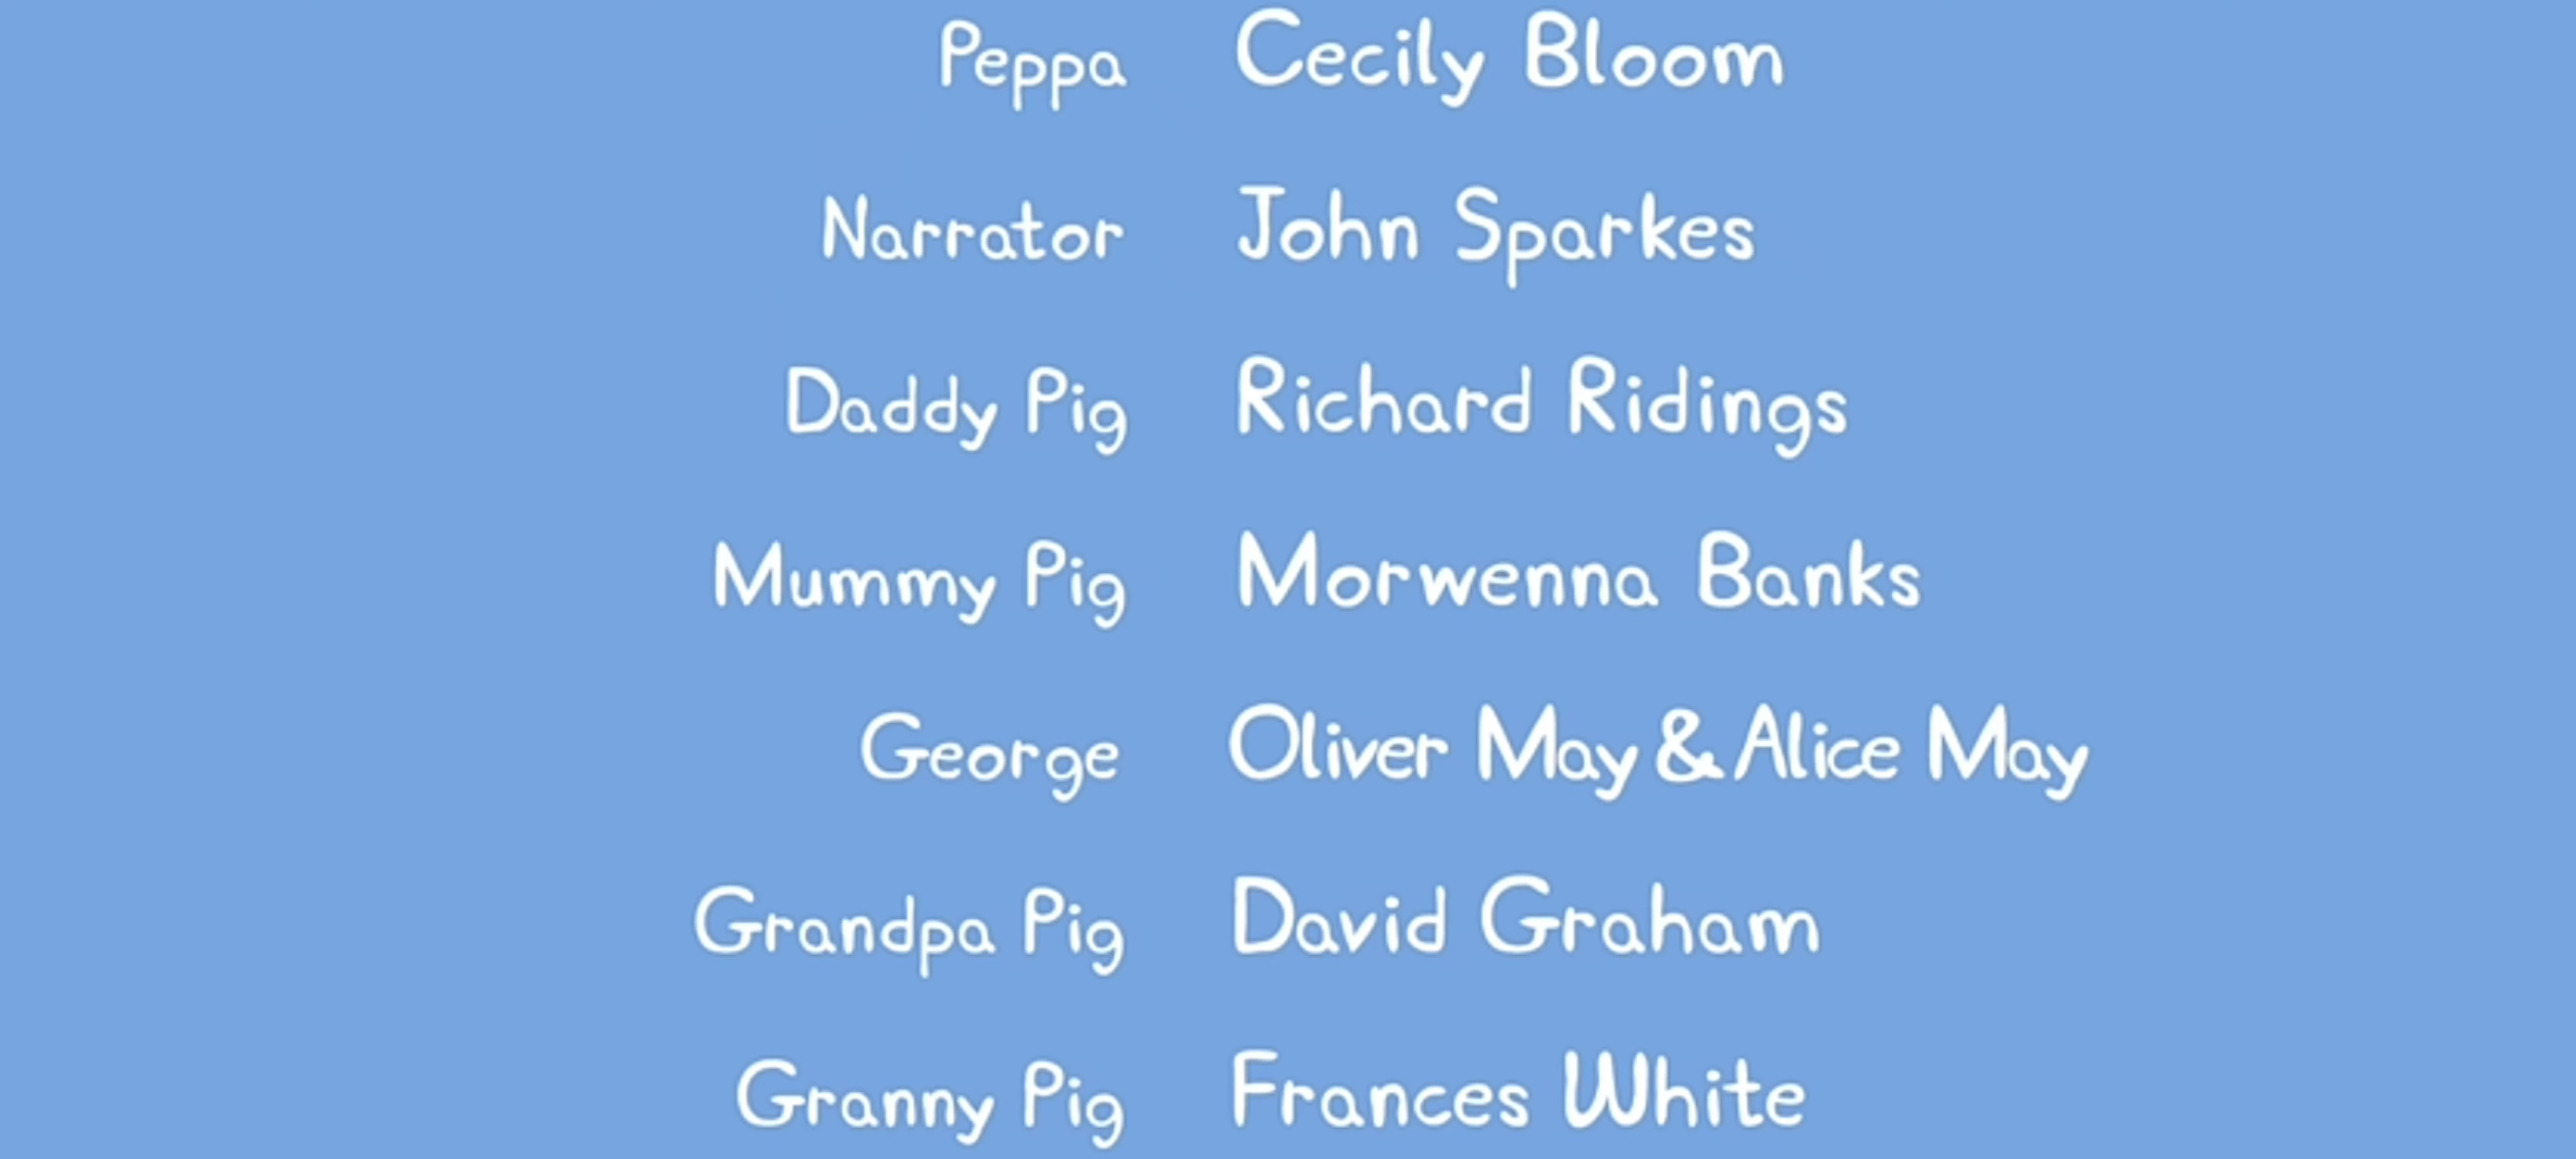 Peppa Cecily Bloom
Narrator John Sparkes
Daddy Pig Richard Ridings
Mummy Pig Morwenna Banks
George Oliver May & Alice May
Grandpa Pig David Graham
Granny Pig Frances White